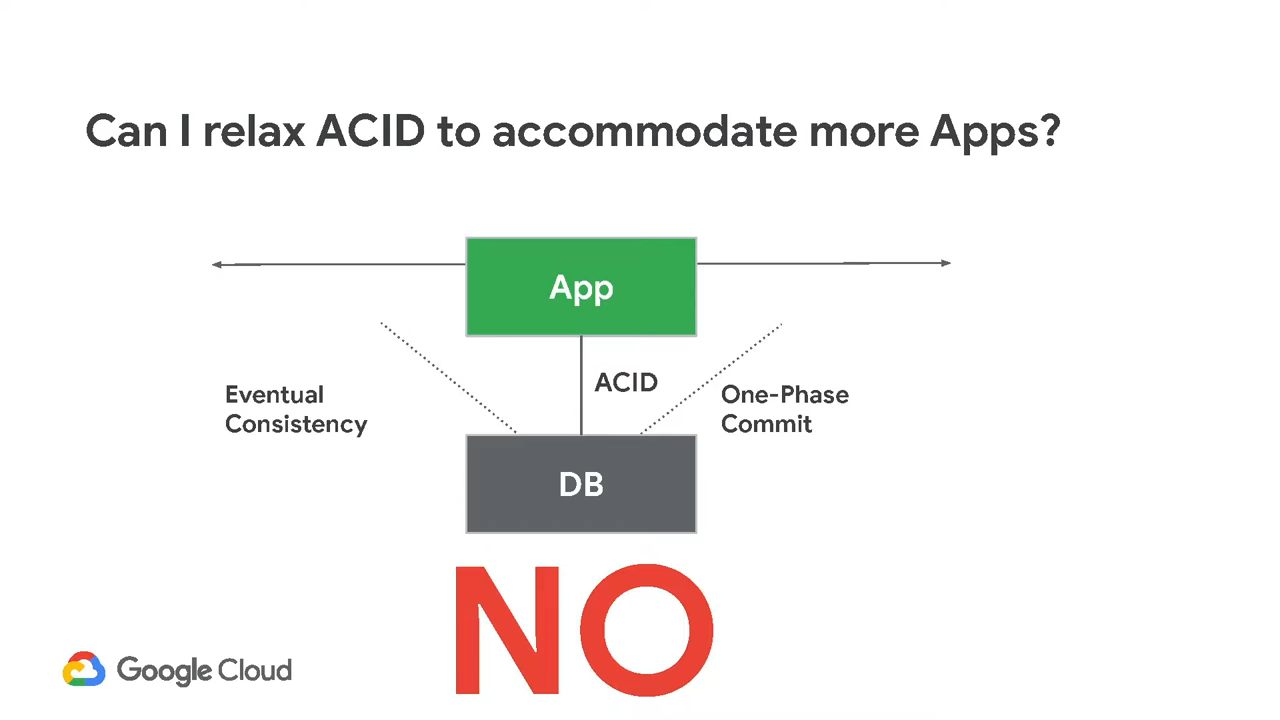 Can I relax ACID to accommodate more Apps?
App
ACID
Eventual
Consistency
One-Phase
Commit
DB
NO
Google Cloud